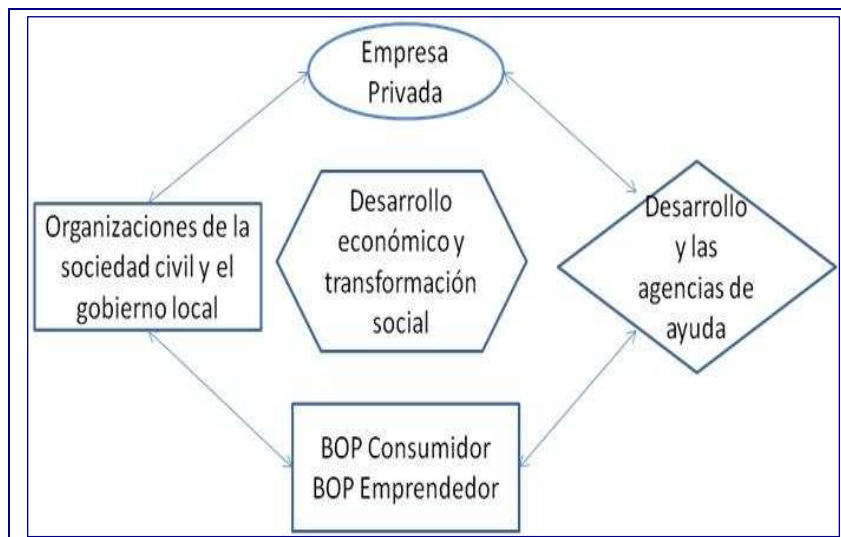 Empresa
Privada
Organizaciones de la
sociedad civil y el
gobierno local
Desarrollo
económico y
transformación
social
Desarrollo
y las
agencias de
ayuda
BOP Consumidor
BOP Emprendedor